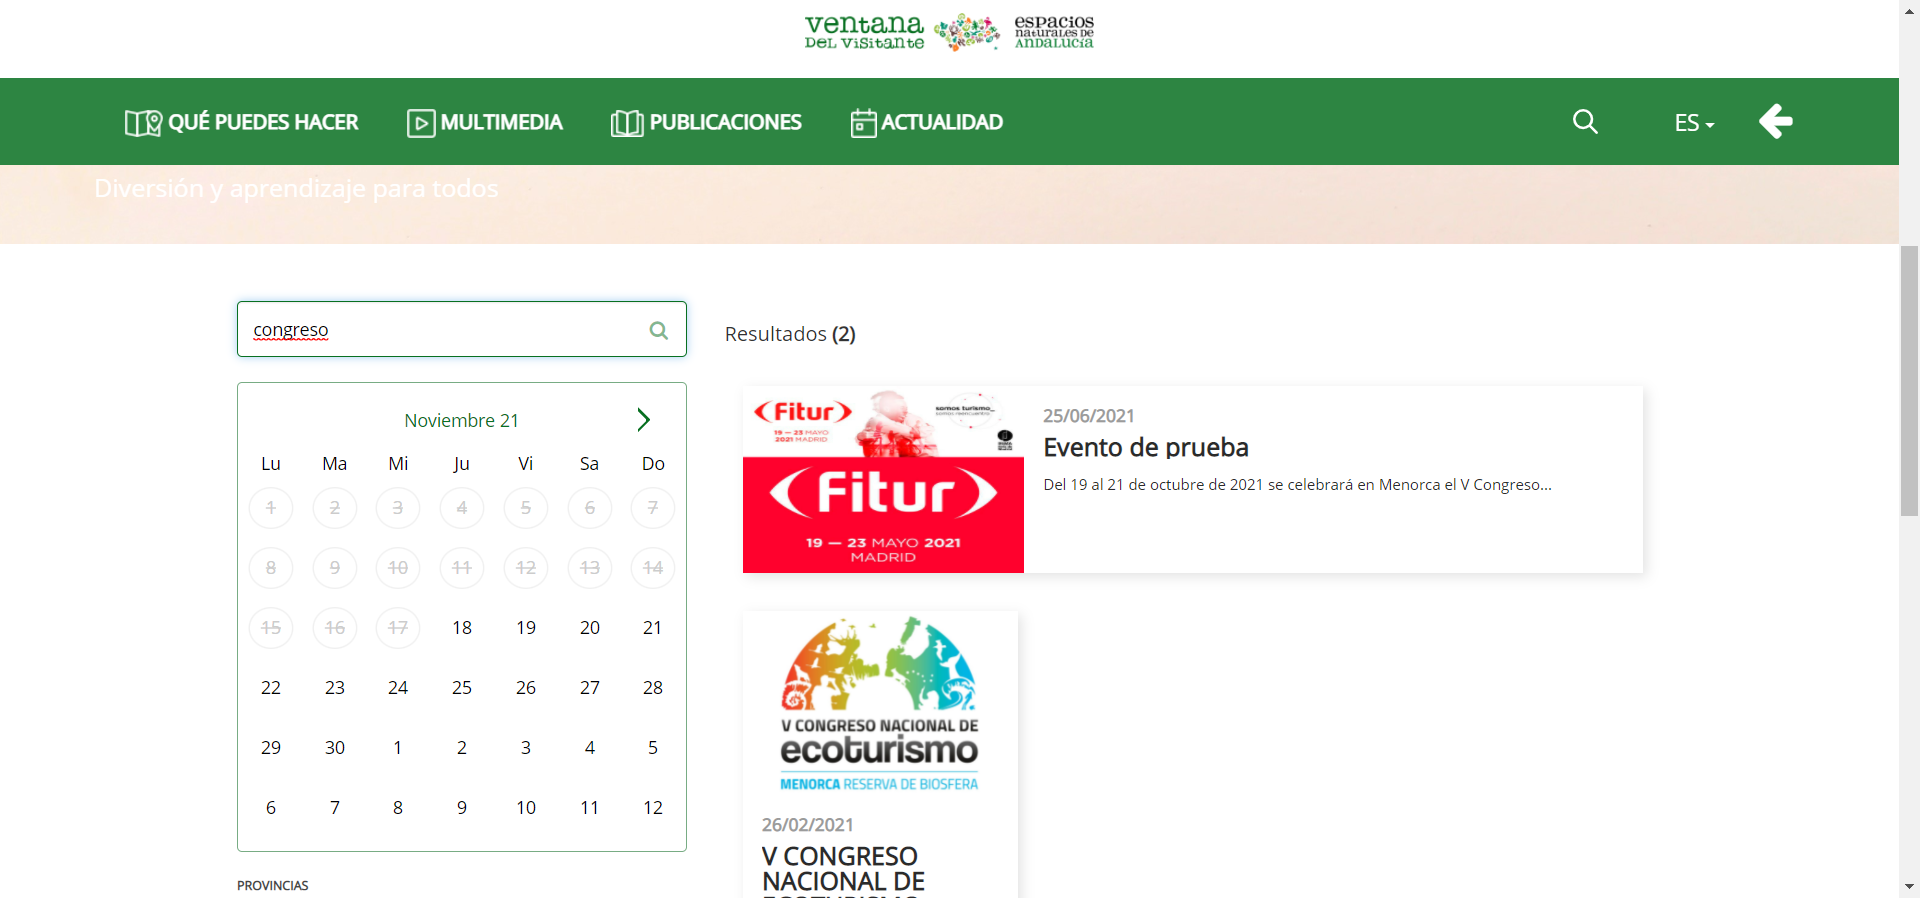 ventana
DEL VISITANTE
espacios
naturales DE
ANDALUCÍA
QUÉ PUEDES HACER
MULTIMEDIA
PUBLICACIONES
ACTUALIDAD
ES
Diversión y aprendizaje para todos
congreso
Noviembre 21
Lu Ma Mi Ju Vi Sa Do
1 2 3 4 5 6 7
8 9 10 11 12 13 14
15 16 17 18 19 20 21
22 23 24 25 26 27 28
29 30 1 2 3 4 5
6 7 8 9 10 11 12
PROVINCIAS
Resultados (2)
Fitur
19 — 23 MAYO
2021 MADRID
somos turismo_
somos reencuentro
Fitur
19 — 23 MAYO 2021
MADRID
25/06/2021
Evento de prueba
Del 19 al 21 de octubre de 2021 se celebrará en Menorca el V Congreso...
V CONGRESO NACIONAL DE
ecoturismo
MENORCA RESERVA DE BIOSFERA
26/02/2021
V CONGRESO
NACIONAL DE
ECOTURISMO